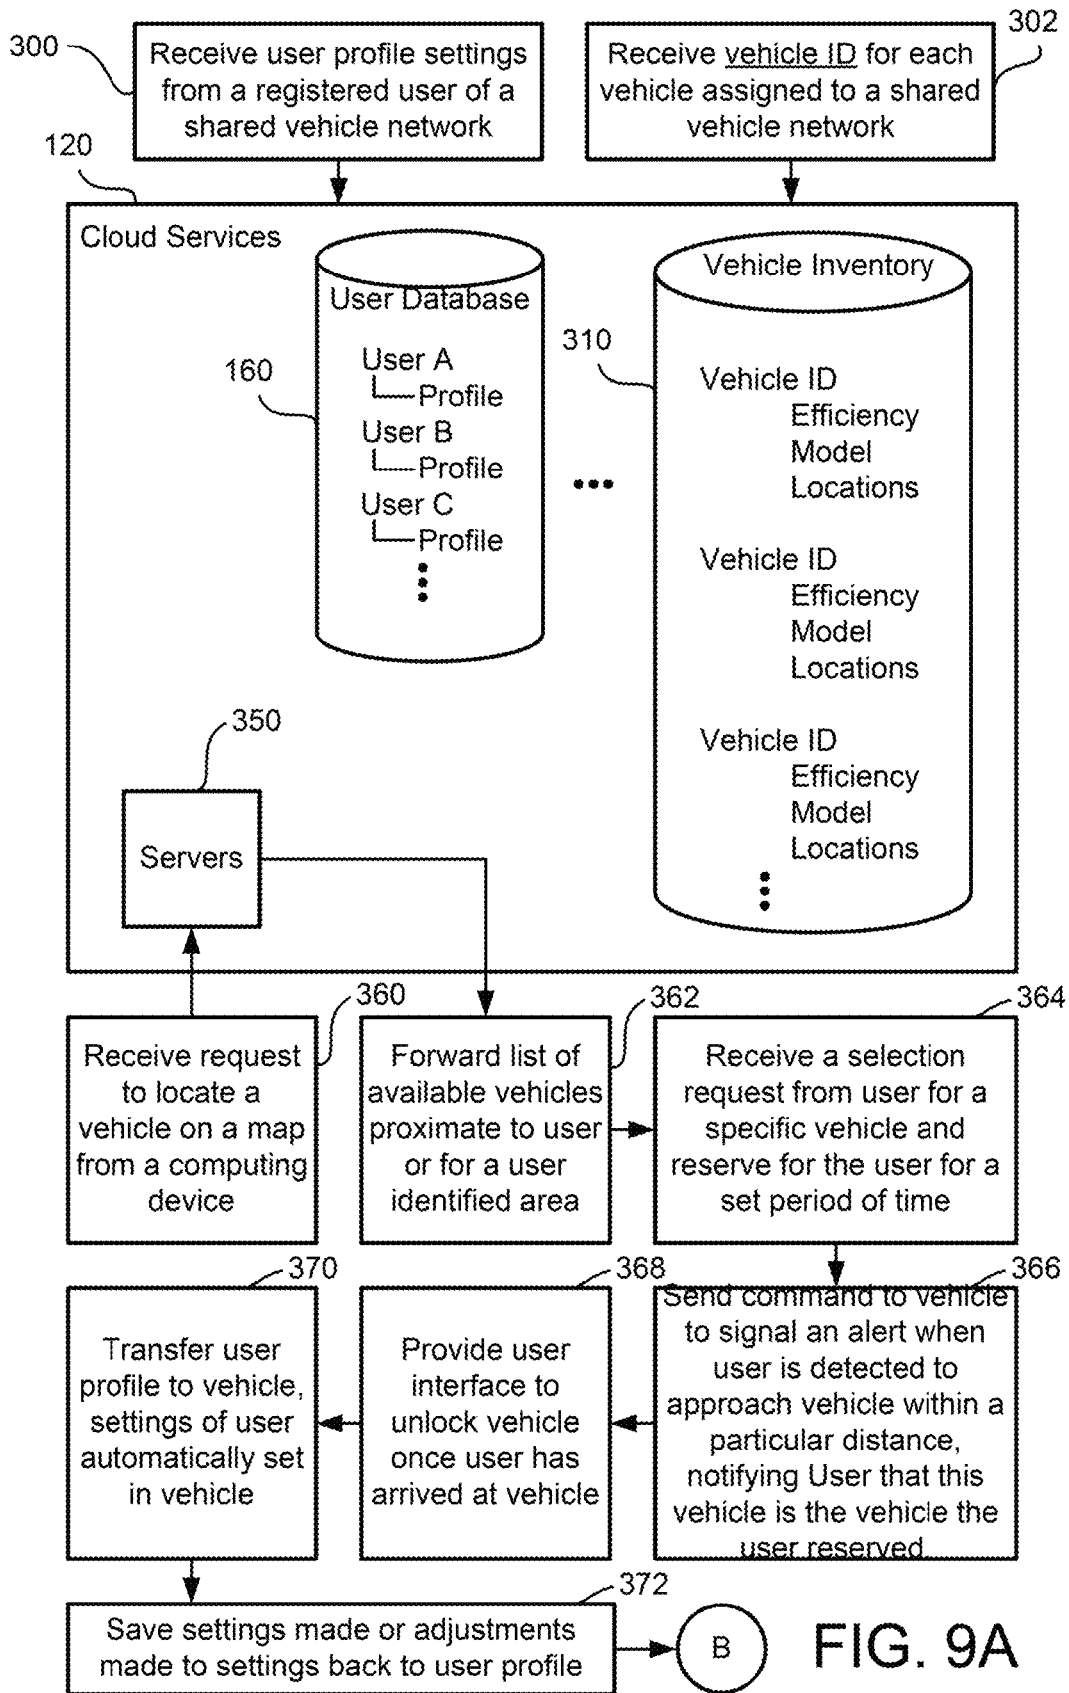 300
Receive user profile settings
from a registered user of a
shared vehicle network
Receive vehicle ID for each
vehicle assigned to a shared
vehicle network
302
120
Cloud Services
User Database
160
User A
Profile
User B
Profile
User C
Profile
Vehicle Inventory
310
Vehicle ID
Efficiency
Model
Locations
Vehicle ID
Efficiency
Model
Locations
Vehicle ID
Efficiency
Model
Locations
350
Servers
360
Receive request
to locate a
vehicle on a map
from a computing
device
362
Forward list of
available vehicles
proximate to user
or for a user
identified area
364
Receive a selection
request from user for a
specific vehicle and
reserve for the user for a
set period of time
366
Send command to vehicle
to signal an alert when
user is detected to
approach vehicle within a
particular distance,
notifying User that this
vehicle is the vehicle the
user reserved
368
Provide user
interface to
unlock vehicle
once user has
arrived at vehicle
370
Transfer user
profile to vehicle,
settings of user
automatically set
in vehicle
372
Save settings made or adjustments
made to settings back to user profile
B
FIG. 9A